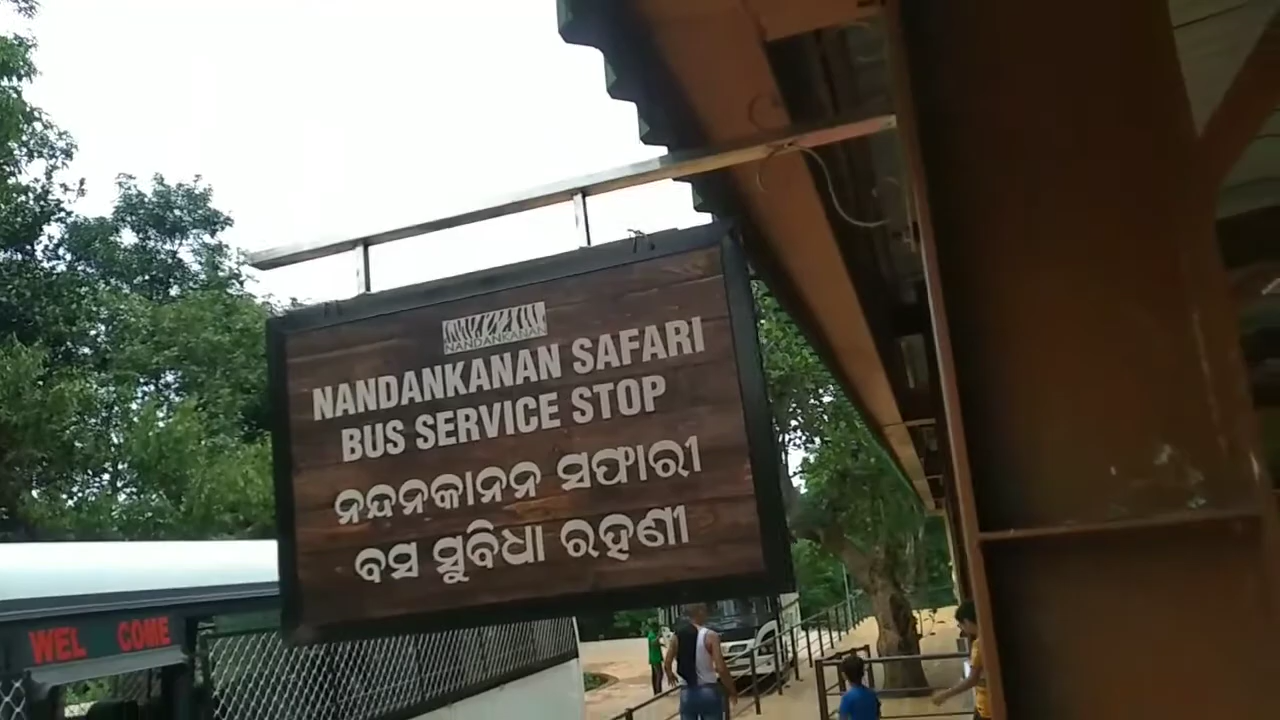 NANDANKANAN
NANDANKANAN SAFARI
BUS SERVICE STOP
ନନ୍ଦନକାନନ ସଫାରୀ
ବସ ସୁବିଧା ରହଣୀ
WEL COME